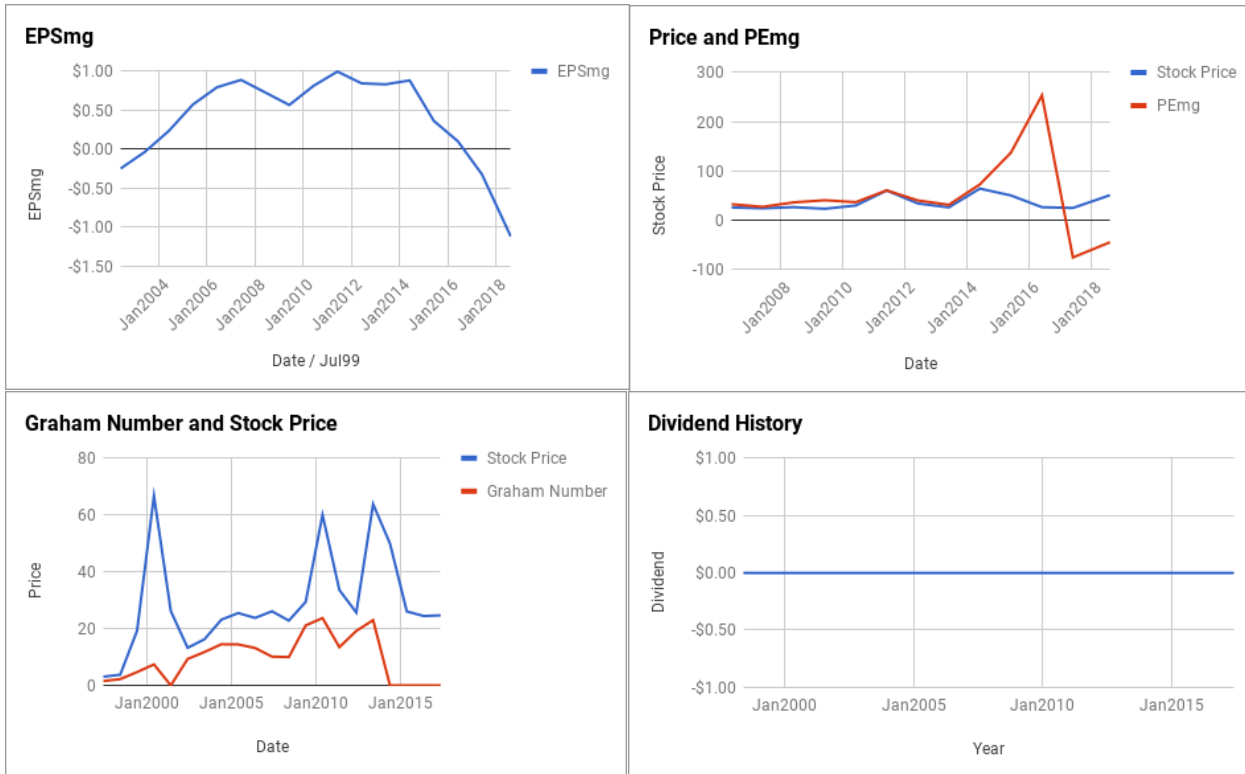 EPSmg
EPSmg
$1.00
$0.50
$0.00
-$0.50
-$1.00
-$1.50
EPSmg
Jan2004
Jan2006
Jan2008
Jan2010
Jan2012
Jan2014
Jan2016
Jan2018
Date / Jul99
Price and PEmg
Stock Price
PEmg
300
200
100
0
-100
Stock Price
Jan2008
Jan2010
Jan2012
Jan2014
Jan2016
Jan2018
Date
Graham Number and Stock Price
Stock Price
Graham Number
80
60
40
20
0
Price
Jan2000
Jan2005
Jan2010
Jan2015
Date
Dividend History
$1.00
$0.50
$0.00
-$0.50
-$1.00
Dividend
Jan2000
Jan2005
Jan2010
Jan2015
Year